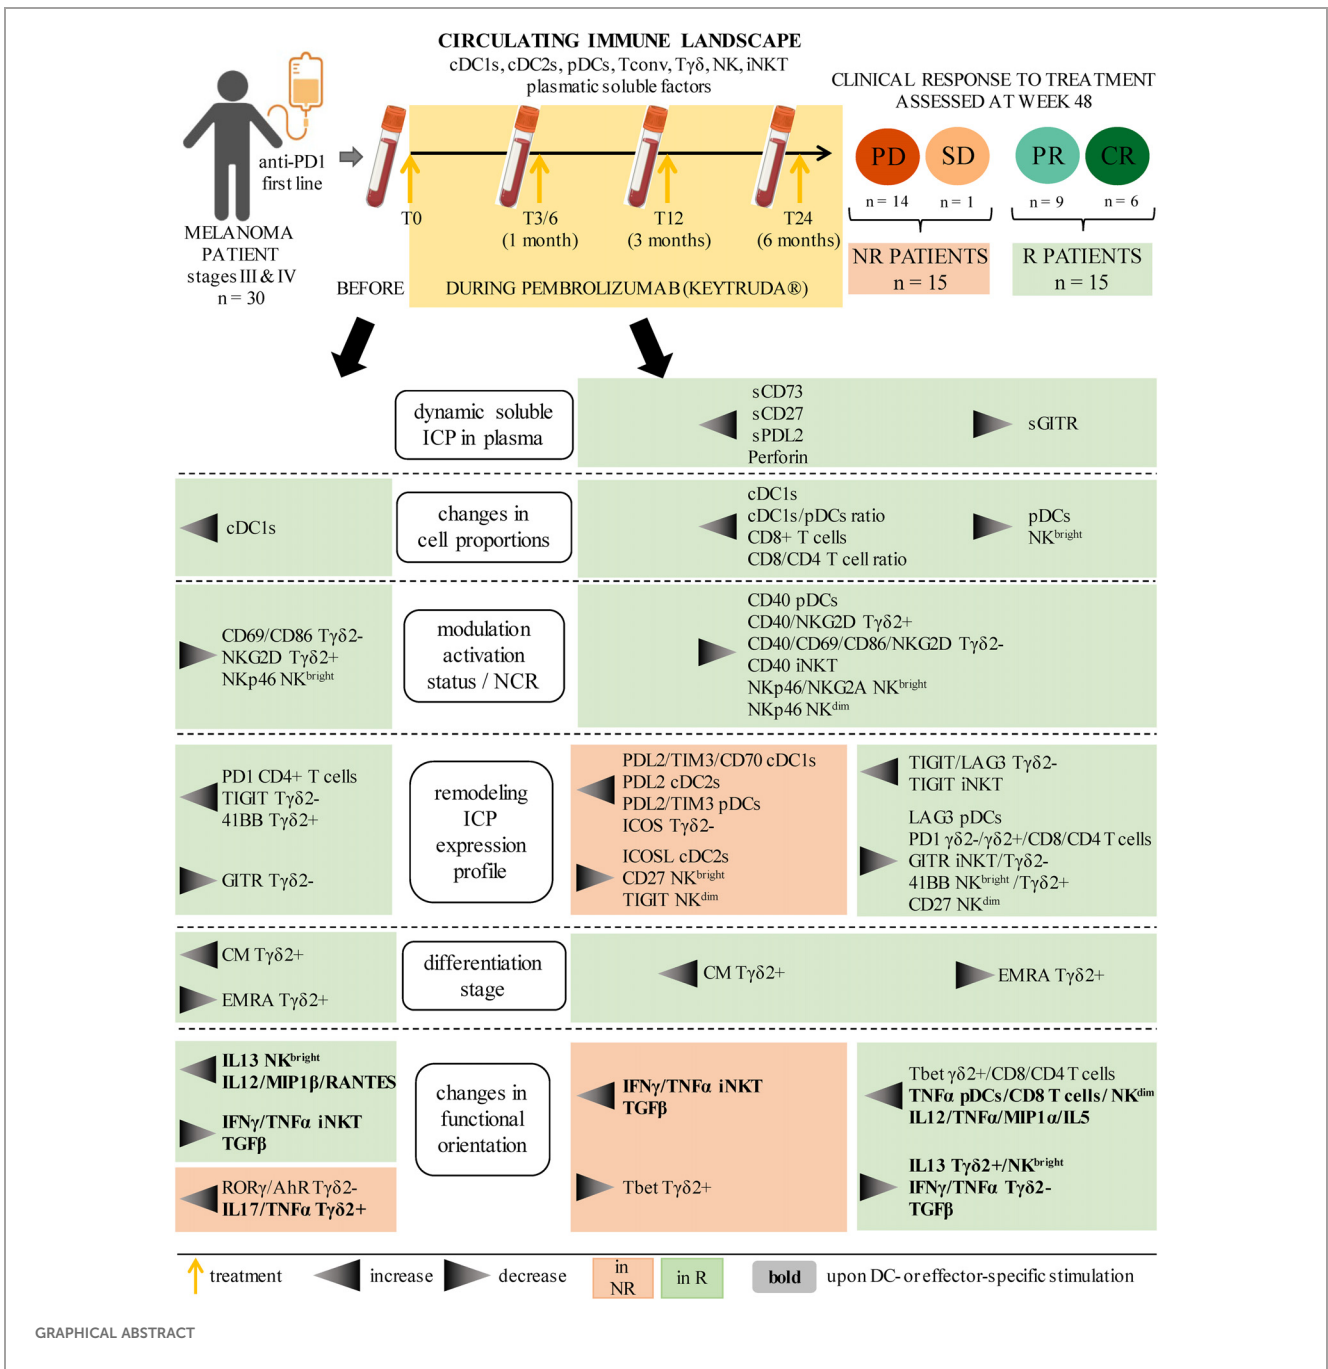 CIRCULATING IMMUNE LANDSCAPE
cDC1s, cDC2s, pDCs, Tconv, Tγδ, NK, iNKT
plasmatic soluble factors
CLINICAL RESPONSE TO TREATMENT
ASSESSED AT WEEK 48
anti-PD1
first line
PD
SD
PR
CR
n = 14
n = 1
n = 9
n = 6
T0
T3/6
(1 month)
T12
(3 months)
T24
(6 months)
MELANOMA
PATIENT
stages III & IV
n = 30
NR PATIENTS
n = 15
R PATIENTS
n = 15
BEFORE
DURING PEMBROLIZUMAB (KEYTRUDA®)
dynamic soluble
ICP in plasma
sCD73
sCD27
sPDL2
Perforin
sGITR
cDC1s
changes in
cell proportions
cDC1s
cDC1s/pDCs ratio
CD8+ T cells
CD8/CD4 T cell ratio
pDCs
NKbright
CD69/CD86 Tγδ2-
NKG2D Tγδ2+
NKp46 NKbright
modulation
activation
status / NCR
CD40 pDCs
CD40/NKG2D Tγδ2+
CD40/CD69/CD86/NKG2D Tγδ2-
CD40 iNKT
NKp46/NKG2A NKbright
NKp46 NKdim
PD1 CD4+ T cells
TIGIT Tγδ2-
41BB Tγδ2+
GITR Tγδ2-
remodeling
ICP
expression
profile
PDL2/TIM3/CD70 cDC1s
PDL2 cDC2s
PDL2/TIM3 pDCs
ICOS Tγδ2-
ICOSL cDC2s
CD27 NKbright
TIGIT NKdim
TIGIT/LAG3 Tγδ2-
TIGIT iNKT
LAG3 pDCs
PD1 γδ2-/γδ2+/CD8/CD4 T cells
GITR iNKT/Tγδ2-
41BB NKbright /Tγδ2+
CD27 NKdim
CM Tγδ2+
EMRA Tγδ2+
differentiation
stage
CM Tγδ2+
EMRA Tγδ2+
IL13 NKbright
IL12/MIP1β/RANTES
IFNγ/TNFα iNKT
TGFβ
RORγ/AhR Tγδ2-
IL17/TNFα Tγδ2+
changes in
functional
orientation
IFNγ/TNFα iNKT
TGFβ
Tbet Tγδ2+
Tbet γδ2+/CD8/CD4 T cells
TNFα pDCs/CD8 T cells/ NKdim
IL12/TNFα/MIP1α/IL5
IL13 Tγδ2+/NKbright
IFNγ/TNFα Tγδ2-
TGFβ
treatment
increase
decrease
in
NR
in R
bold
upon DC- or effector-specific stimulation
GRAPHICAL ABSTRACT